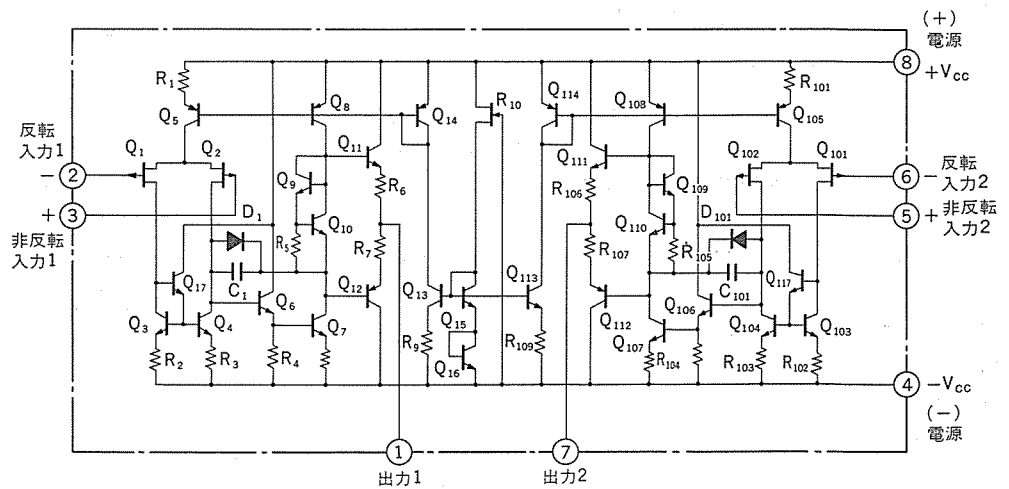 (+)
電源
⑧
+Vcc
R1
Q5
Q8
Q14
R10
Q114
Q108
R101
Q105
反転
入力1
−
②
Q1
Q2
Q11
Q9
R6
Q111
R106
Q109
Q102
Q101
⑥
−
反転
入力2
③
+
非反転
入力1
D1
Q10
R5
R7
Q110
R105
R107
D101
⑤
+
非反転
入力2
Q17
C1
Q6
Q12
Q13
Q113
Q112
Q106
C101
Q117
Q3
Q4
Q7
Q15
Q107
Q104
Q103
R2
R3
R4
R9
Q16
R109
R104
R103
R102
④
−Vcc
(−)
電源
①
出力1
⑦
出力2